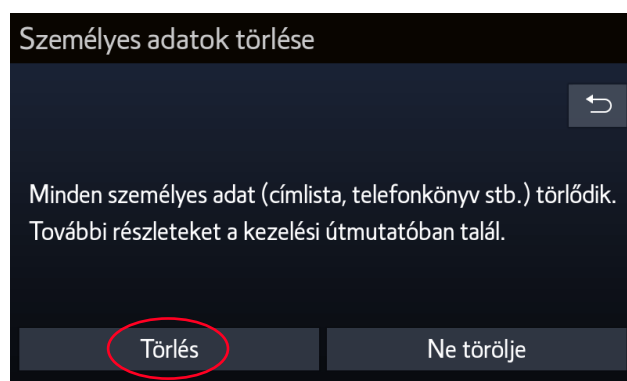 Személyes adatok törlése
Minden személyes adat (címlista, telefonkönyv stb.) törlődik.
További részleteket a kezelési útmutatóban talál.
Törlés
Ne törölje